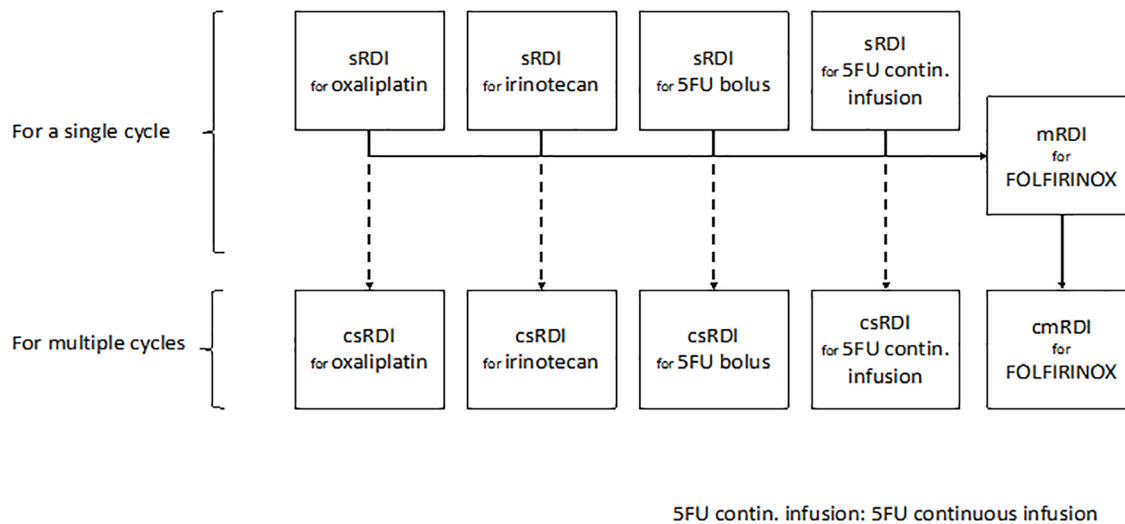 For a single cycle
sRDI
for oxaliplatin
sRDI
for irinotecan
sRDI
for 5FU bolus
sRDI
for 5FU contin.
infusion
mRDI
for
FOLFIRINOX
For multiple cycles
csRDI
for oxaliplatin
csRDI
for irinotecan
csRDI
for 5FU bolus
csRDI
for 5FU contin.
infusion
cmRDI
for
FOLFIRINOX
5FU contin. infusion: 5FU continuous infusion